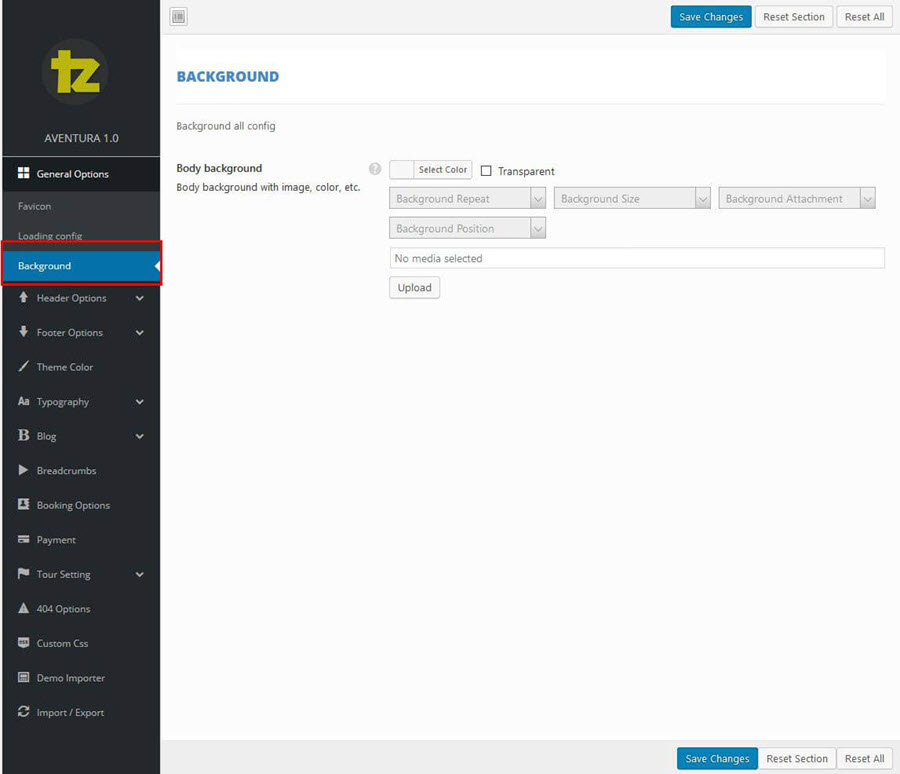 Save Changes Reset Section Reset All
tz
AVENTURA 1.0
General Options
Favicon
Loading config
Background
Header Options
Footer Options
Aa Typography
Theme Color
B Blog
Breadcrumbs
Booking Options
Payment
Tour Setting
404 Options
Custom Css
Demo Importer
Import / Export
BACKGROUND
Background all config
Body background
Body background with image, color, etc.
? Select Color Transparent
Background Repeat Background Size Background Attachment
Background Position
No media selected
Upload
Save Changes Reset Section Reset All